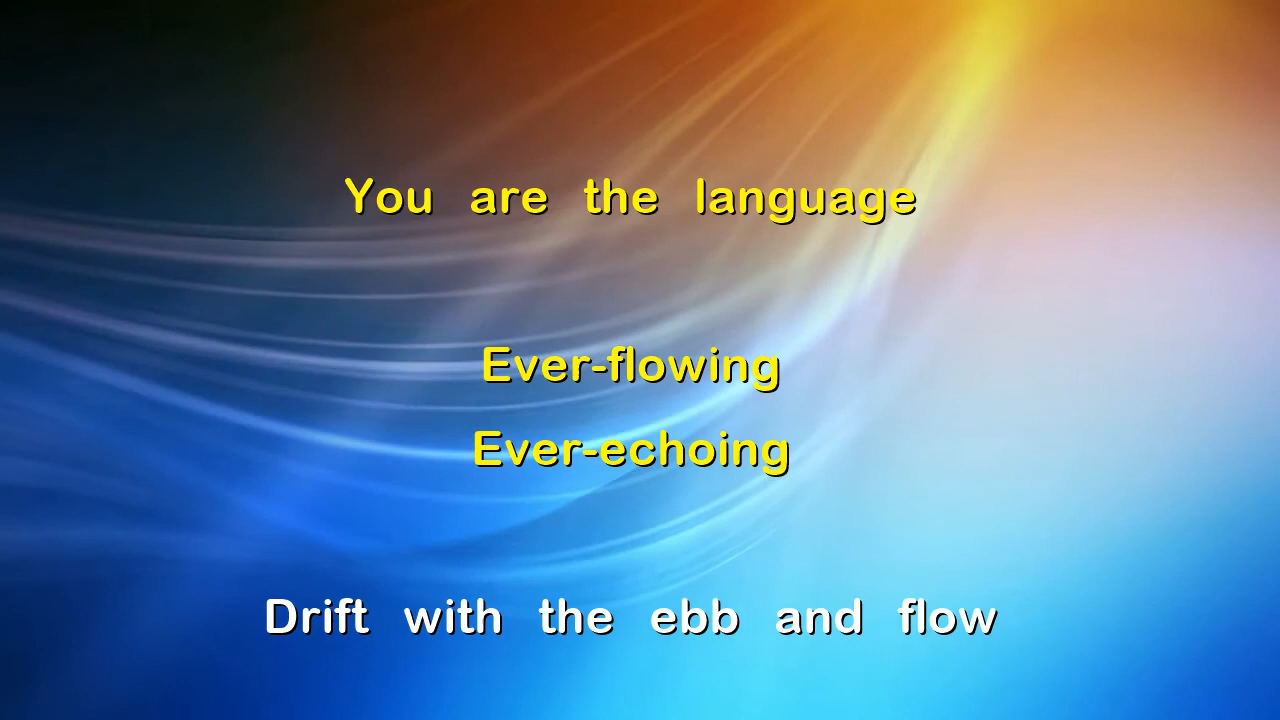 You are the language
Ever-flowing
Ever-echoing
Drift with the ebb and flow